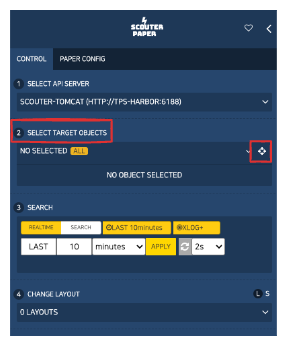 SCOUTER
PAPER
CONTROL PAPER CONFIG
1 SELECT API SERVER
SCOUTER-TOMCAT (HTTP://TPS-HARBOR:6188)
2 SELECT TARGET OBJECTS
NO SELECTED ALL
NO OBJECT SELECTED
3 SEARCH
REALTIME SEARCH LAST 10minutes XLOG+
LAST 10 minutes APPLY 2s
4 CHANGE LAYOUT L S
0 LAYOUTS